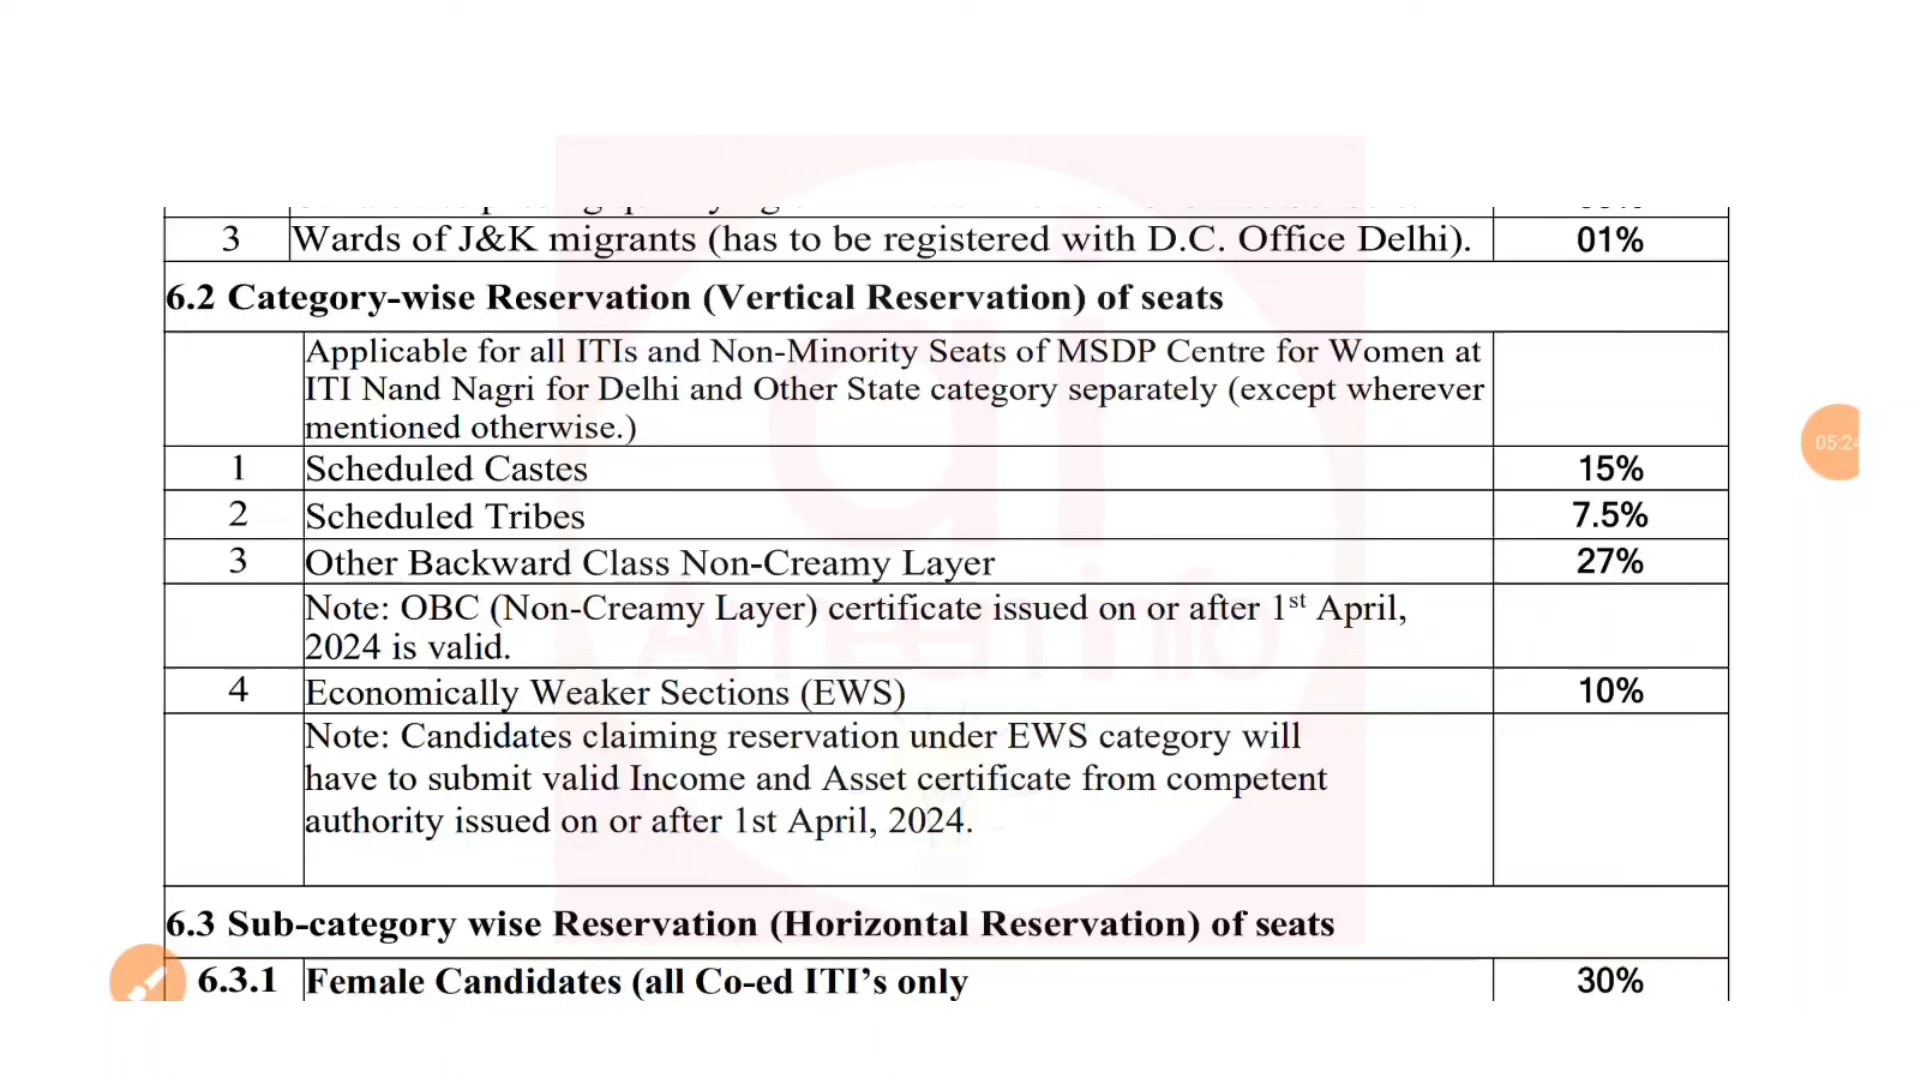 3 Wards of J&K migrants (has to be registered with D.C. Office Delhi). 01%
6.2 Category-wise Reservation (Vertical Reservation) of seats
Applicable for all ITIs and Non-Minority Seats of MSDP Centre for Women at
ITI Nand Nagri for Delhi and Other State category separately (except wherever
mentioned otherwise.)
1 Scheduled Castes 15%
2 Scheduled Tribes 7.5%
3 Other Backward Class Non-Creamy Layer 27%
Note: OBC (Non-Creamy Layer) certificate issued on or after 1st April,
2024 is valid.
4 Economically Weaker Sections (EWS) 10%
Note: Candidates claiming reservation under EWS category will
have to submit valid Income and Asset certificate from competent
authority issued on or after 1st April, 2024.
6.3 Sub-category wise Reservation (Horizontal Reservation) of seats
6.3.1 Female Candidates (all Co-ed ITI’s only 30%
05:24